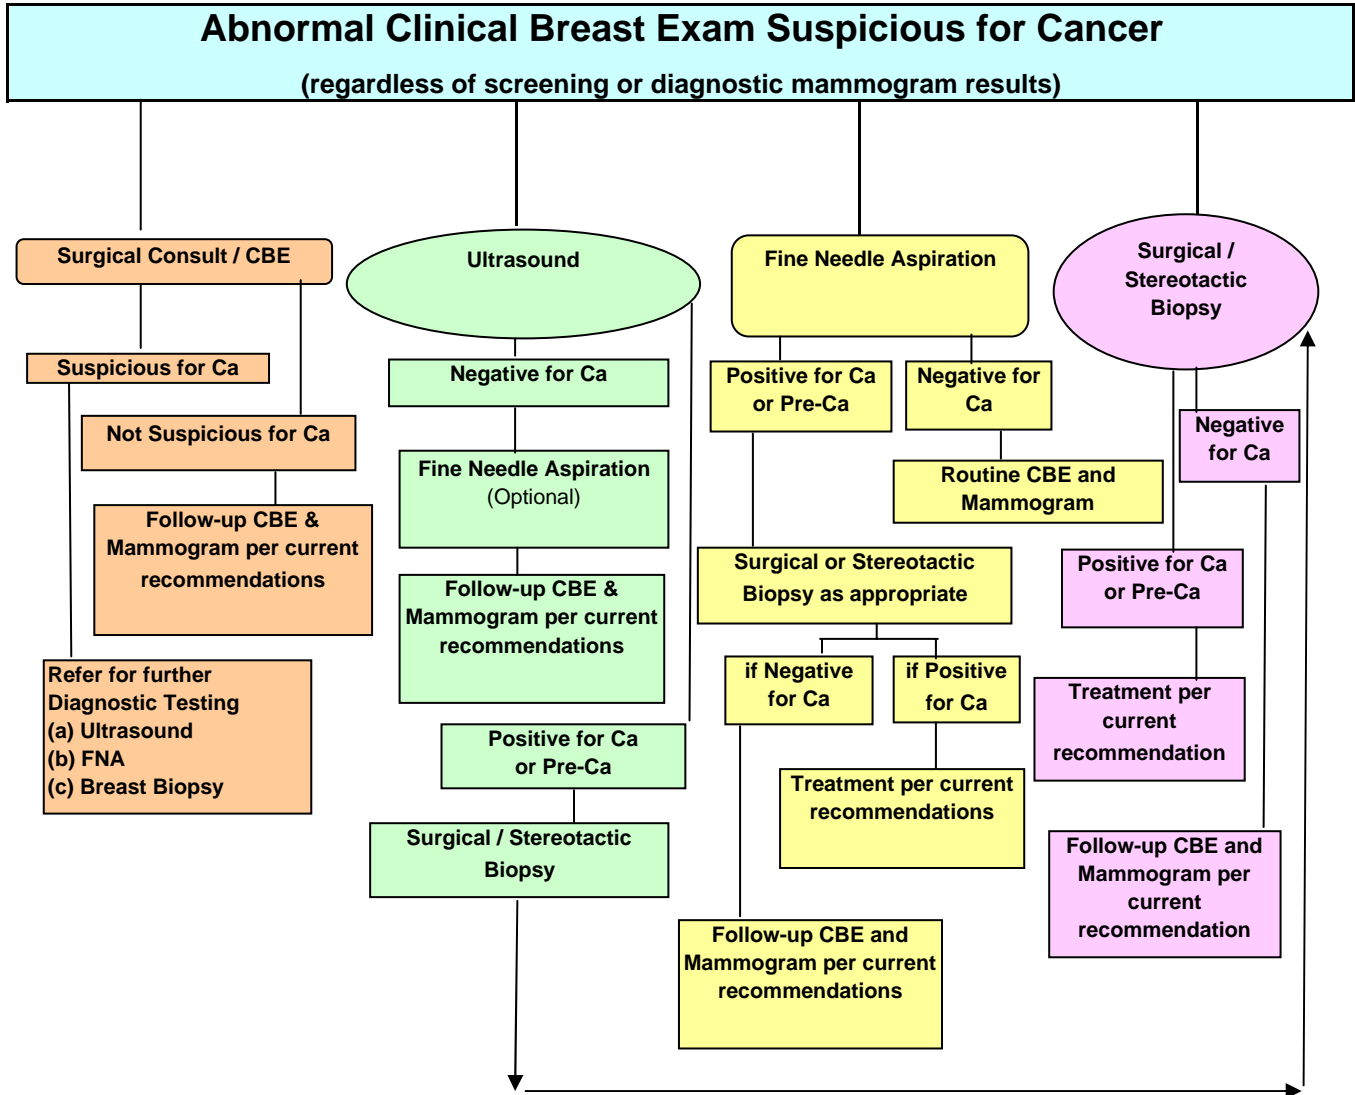 Abnormal Clinical Breast Exam Suspicious for Cancer
(regardless of screening or diagnostic mammogram results)
Surgical Consult / CBE
Suspicious for Ca
Not Suspicious for Ca
Follow-up CBE &
Mammogram per current
recommendations
Refer for further
Diagnostic Testing
(a) Ultrasound
(b) FNA
(c) Breast Biopsy
Ultrasound
Negative for Ca
Fine Needle Aspiration
(Optional)
Follow-up CBE &
Mammogram per current
recommendations
Positive for Ca
or Pre-Ca
Surgical / Stereotactic
Biopsy
Fine Needle Aspiration
Positive for Ca
or Pre-Ca
Negative for
Ca
Routine CBE and
Mammogram
Surgical or Stereotactic
Biopsy as appropriate
if Negative
for Ca
if Positive
for Ca
Treatment per current
recommendations
Follow-up CBE and
Mammogram per current
recommendations
Surgical /
Stereotactic
Biopsy
Negative
for Ca
Positive for Ca
or Pre-Ca
Treatment per
current
recommendation
Follow-up CBE and
Mammogram per
current
recommendation